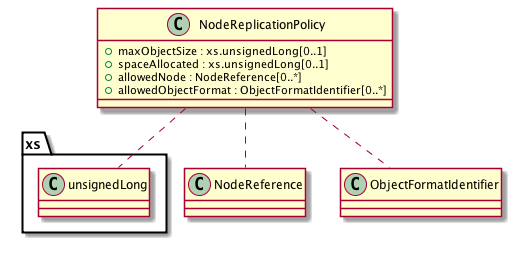 C NodeReplicationPolicy
maxObjectSize : xs.unsignedLong[0..1]
spaceAllocated : xs.unsignedLong[0..1]
allowedNode : NodeReference[0..*]
allowedObjectFormat : ObjectFormatIdentifier[0..*]
xs
C unsignedLong
C NodeReference
C ObjectFormatIdentifier